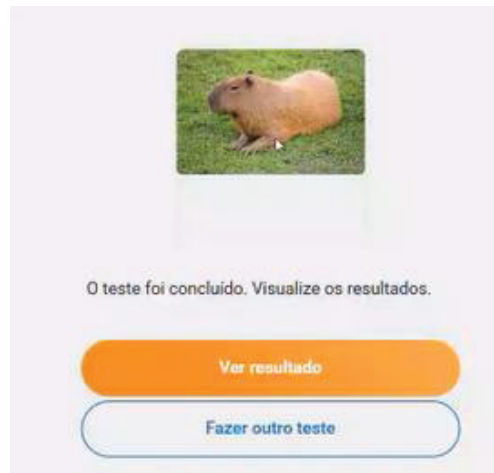 O teste foi concluído. Visualize os resultados.
Ver resultado
Fazer outro teste